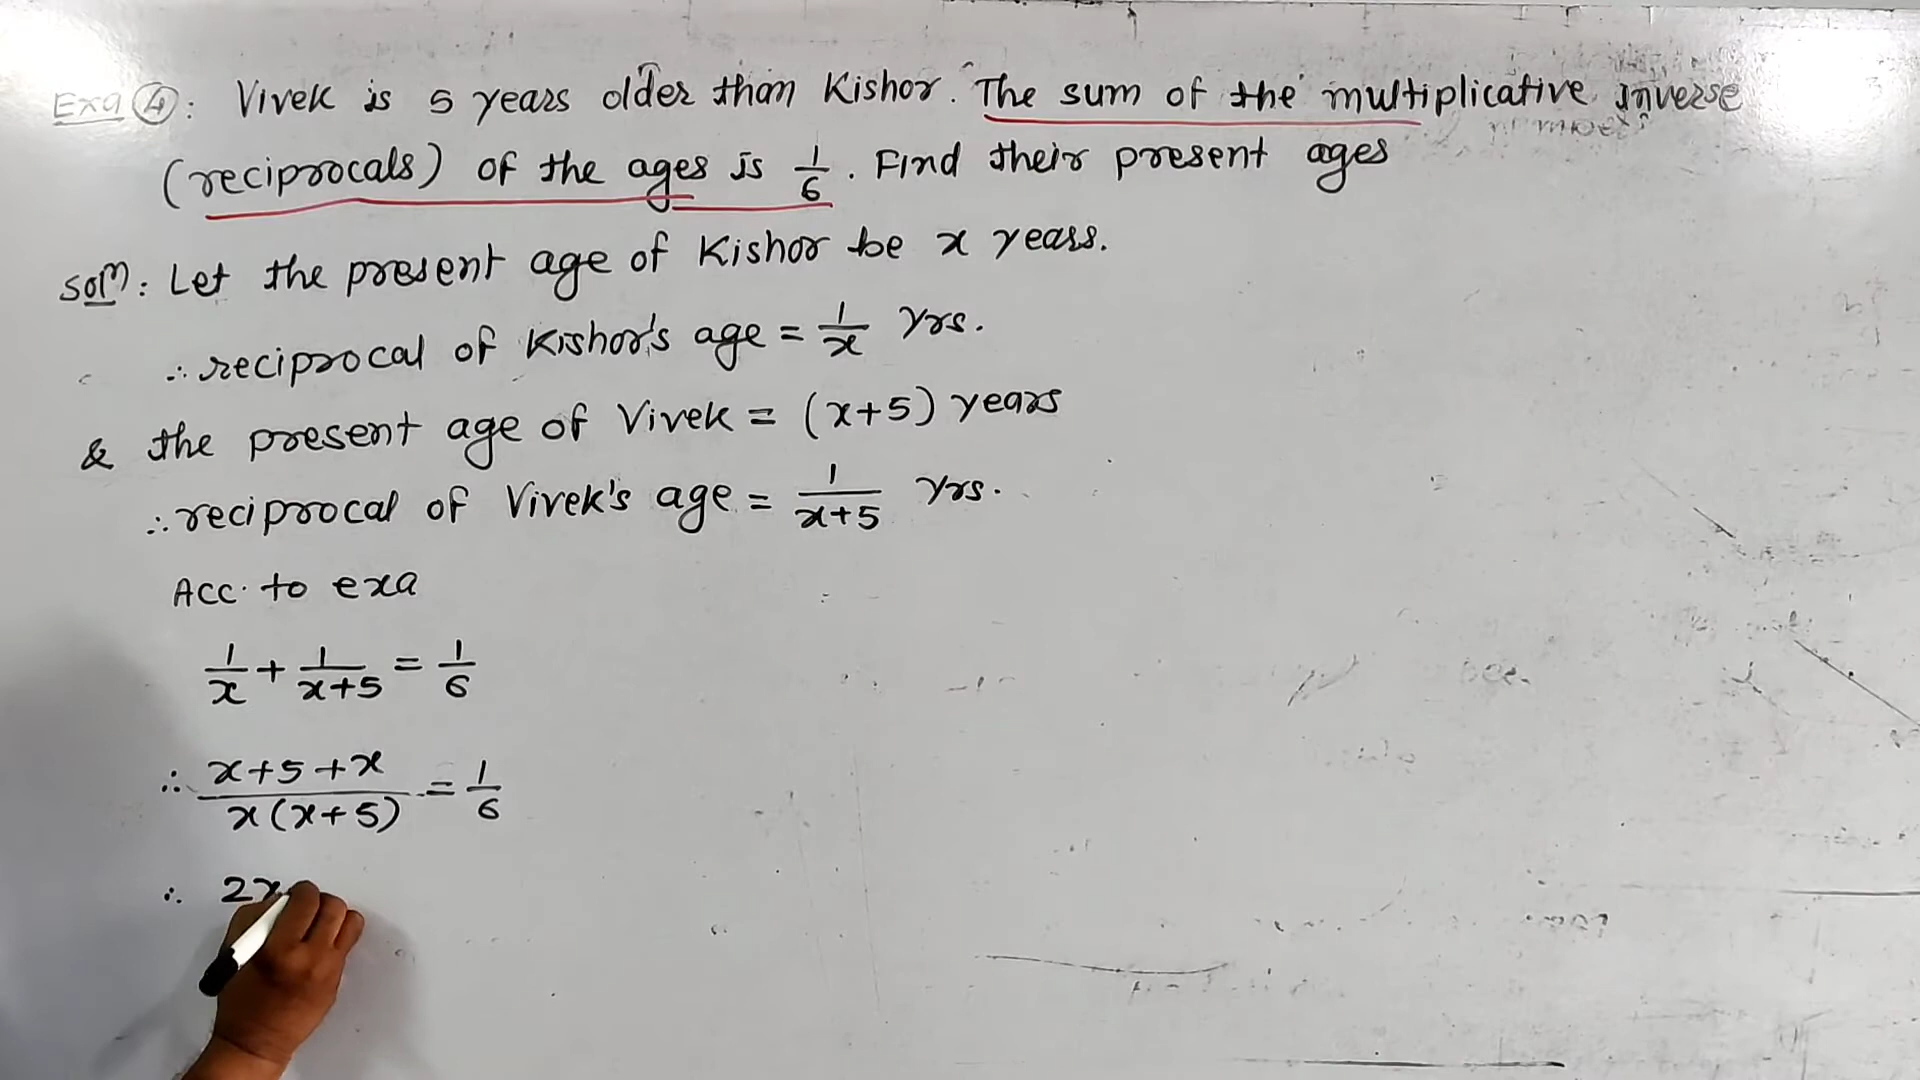 Exa ④: Vivek is 5 years older than Kishor. The sum of the multiplicative inverse
(reciprocals) of the ages is 1/6. Find their present ages
Solⁿ: Let the present age of Kishor be x years.
∴ reciprocal of Kishor's age = 1/x yrs.
& the present age of Vivek = (x+5) years
∴ reciprocal of Vivek's age = 1/(x+5) yrs.
Acc. to exa
1/x + 1/(x+5) = 1/6
∴ (x+5+x)/(x(x+5)) = 1/6
∴ 2x